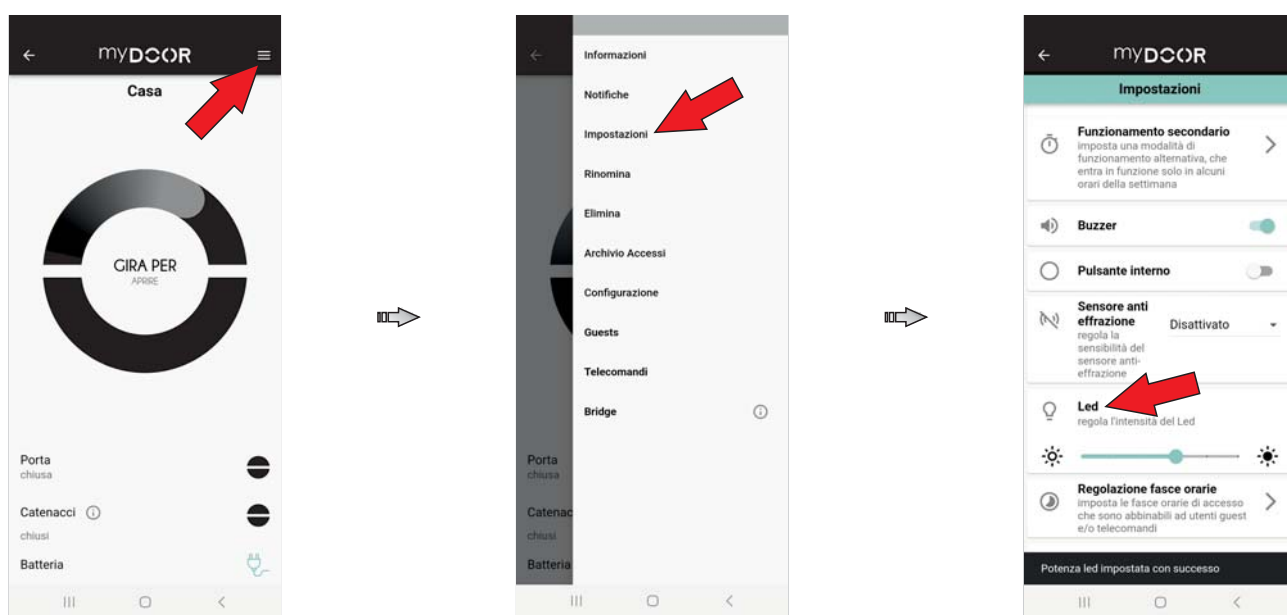 myDOOR
Casa
GIRA PER
APRIRE
Porta
chiusa
Catenacci
chiusi
Batteria
Informazioni
Notifiche
Impostazioni
Rinomina
Elimina
Archivio Accessi
Configurazione
Guests
Telecomandi
Bridge
Porta
chiusa
Catenac
chiusi
Batteria
myDOOR
Impostazioni
Funzionamento secondario
imposta una modalità di
funzionamento alternativa, che
entra in funzione solo in alcuni
orari della settimana
Buzzer
Pulsante interno
Sensore anti
effrazione
Disattivato
regola la
sensibilità del
sensore anti-
effrazione
Led
regola l'intensità del Led
Regolazione fasce orarie
imposta le fasce orarie di accesso
che sono abbinabili ad utenti guest
e/o telecomandi
Potenza led impostata con successo